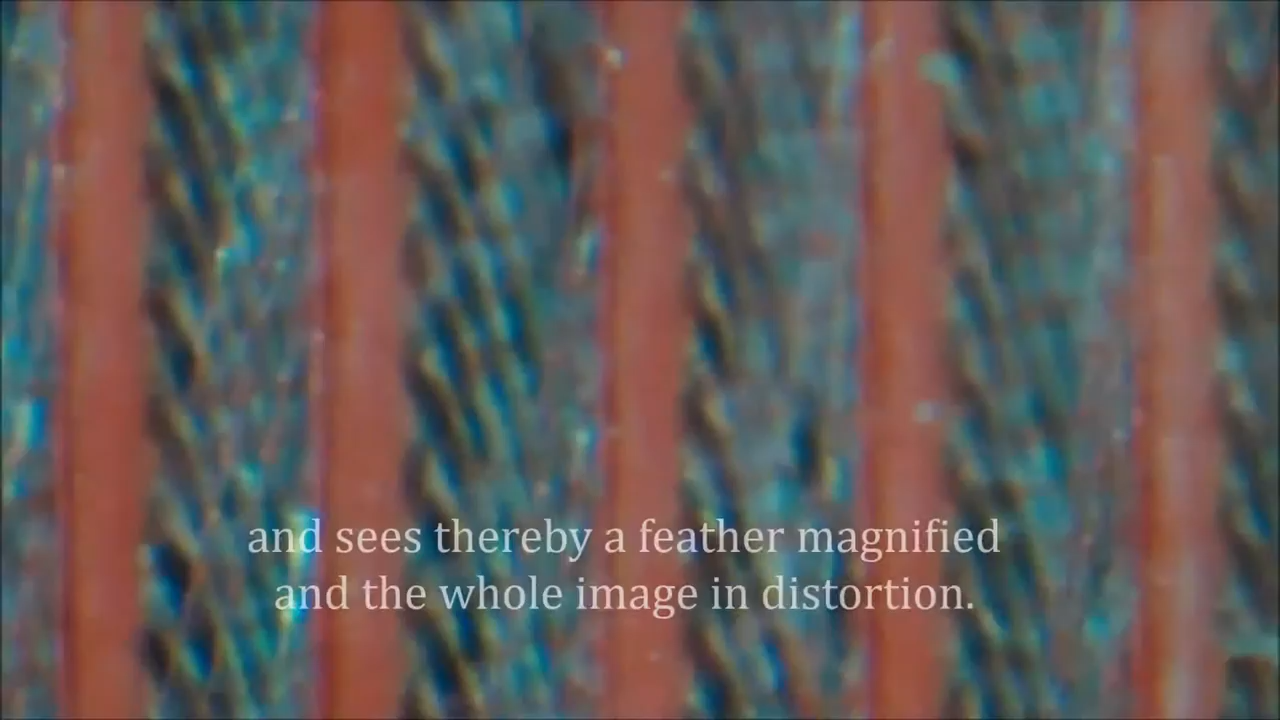 and sees thereby a feather magnified
and the whole image in distortion.